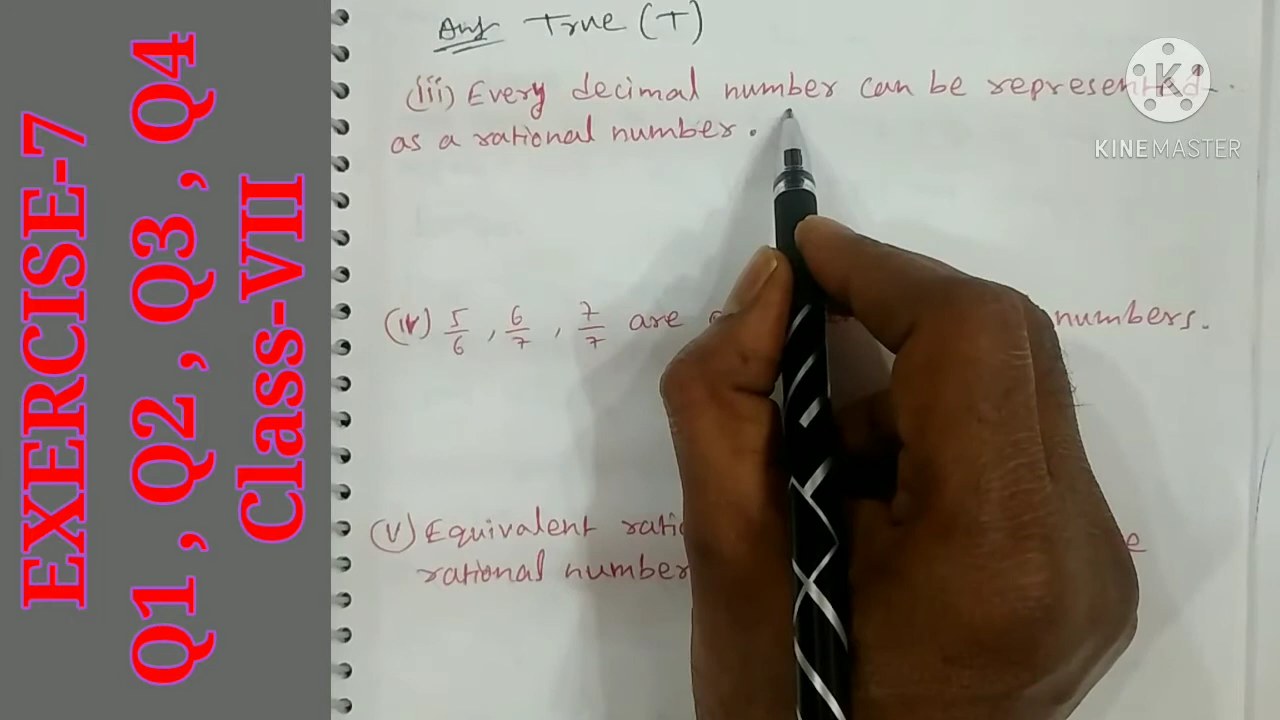 EXERCISE-7
Q1, Q2, Q3, Q4
Class-VII
Ans True (T)
(iii) Every decimal number can be represented
as a rational number.
KINEMASTER
(iv) 5/6, 6/7, 7/7 are numbers.
(v) Equivalent
rational number